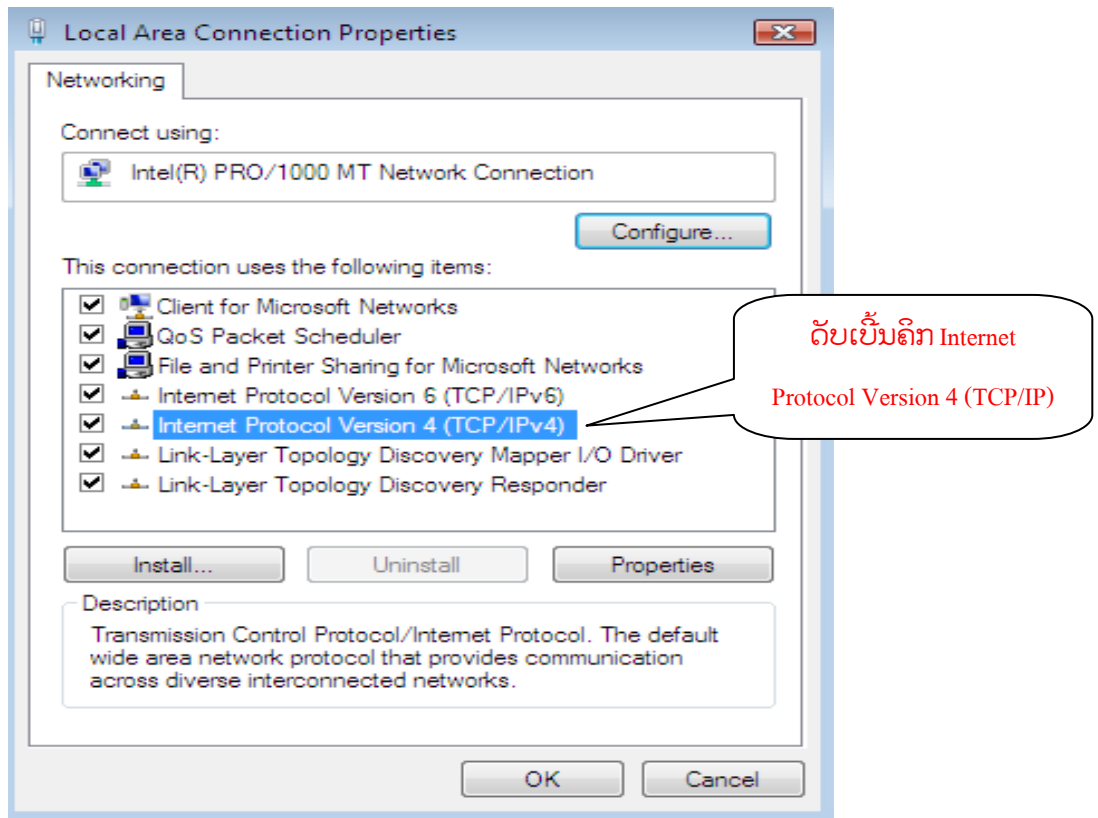 Local Area Connection Properties
Networking
Connect using:
Intel(R) PRO/1000 MT Network Connection
Configure...
This connection uses the following items:
Client for Microsoft Networks
QoS Packet Scheduler
File and Printer Sharing for Microsoft Networks
Internet Protocol Version 6 (TCP/IPv6)
Internet Protocol Version 4 (TCP/IPv4)
Link-Layer Topology Discovery Mapper I/O Driver
Link-Layer Topology Discovery Responder
ດັບເບີ້ນຄິກ Internet
Protocol Version 4 (TCP/IP)
Install...
Uninstall
Properties
Description
Transmission Control Protocol/Internet Protocol. The default
wide area network protocol that provides communication
across diverse interconnected networks.
OK
Cancel